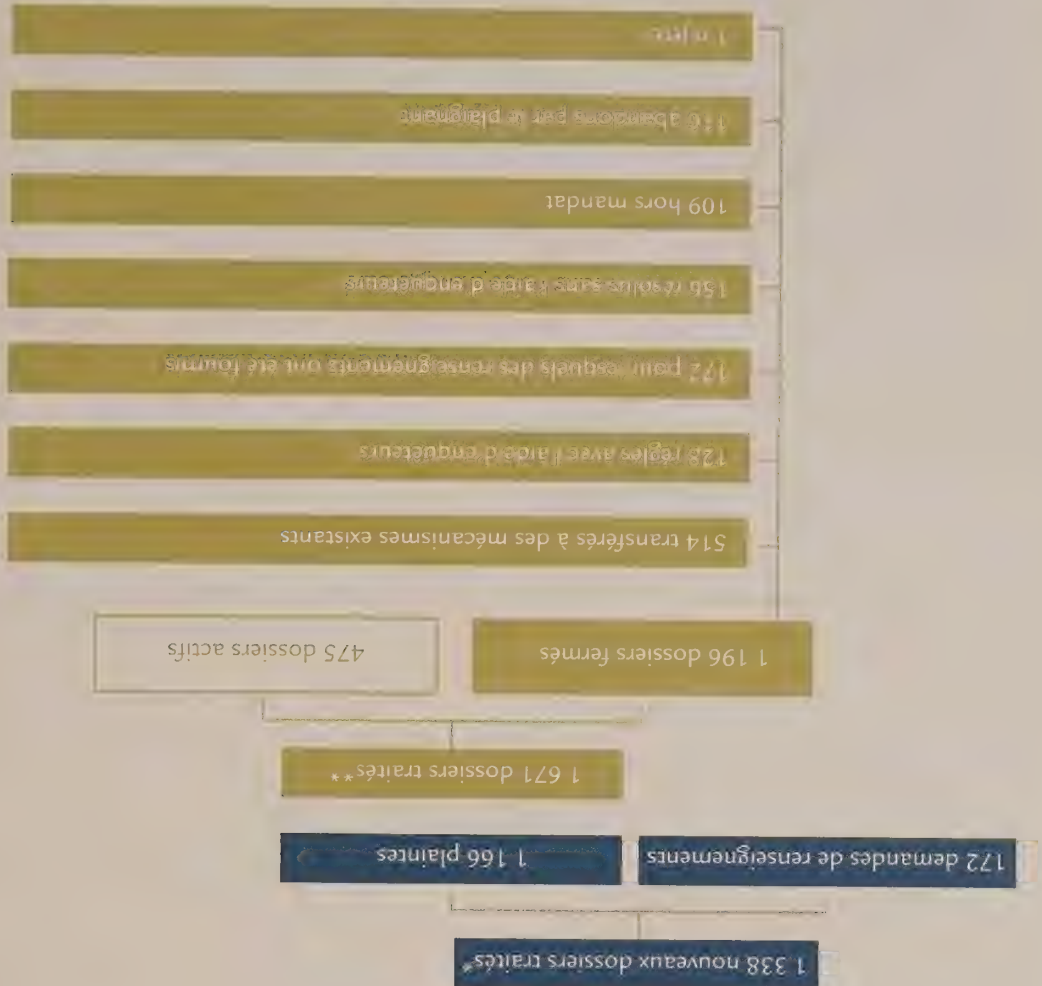 1 338 nouveaux dossiers traités*
172 demandes de renseignements
1 166 plaintes
1 671 dossiers traités**
1 196 dossiers fermés
475 dossiers actifs
514 transférés à des mécanismes existants
128 réglés avec l'aide d'enquêteurs
172 pour lesquels des renseignements ont été fournis
156 résolus sans l'aide d'enquêteurs
109 hors mandat
116 abandons par le plaignant
1 rejeté